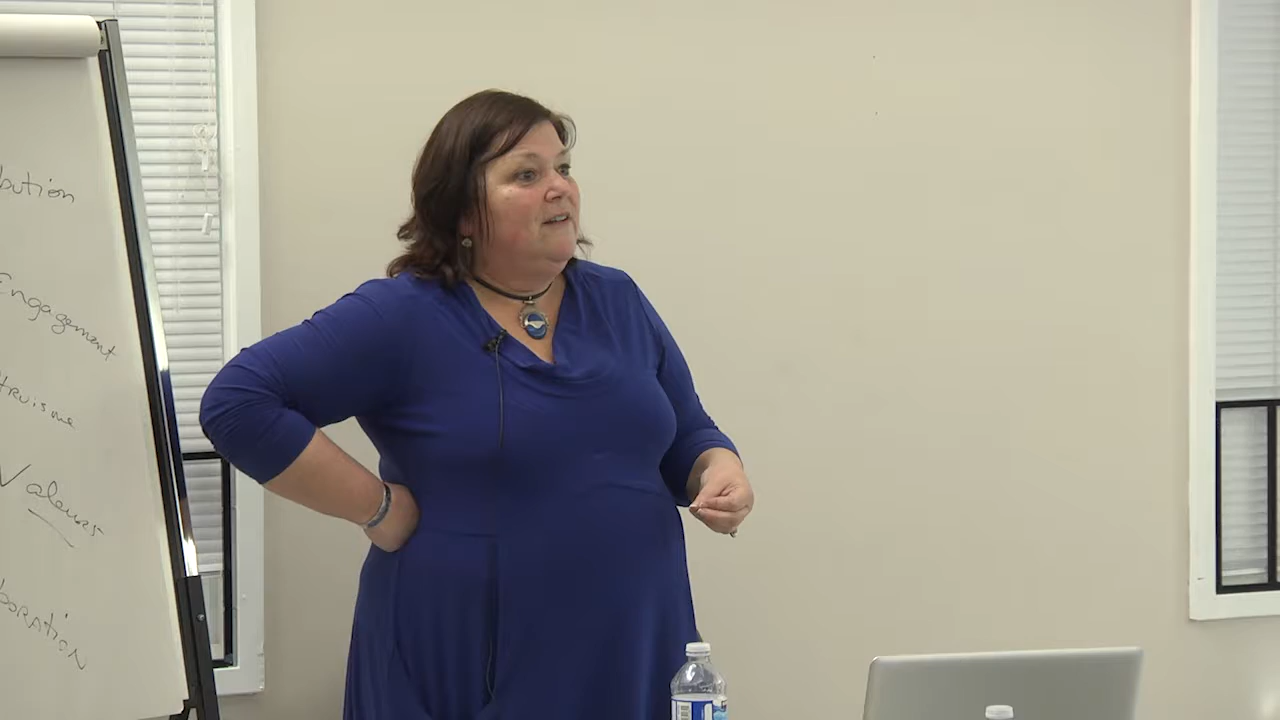 bution
Engagement
truisme
Valeurs
boration